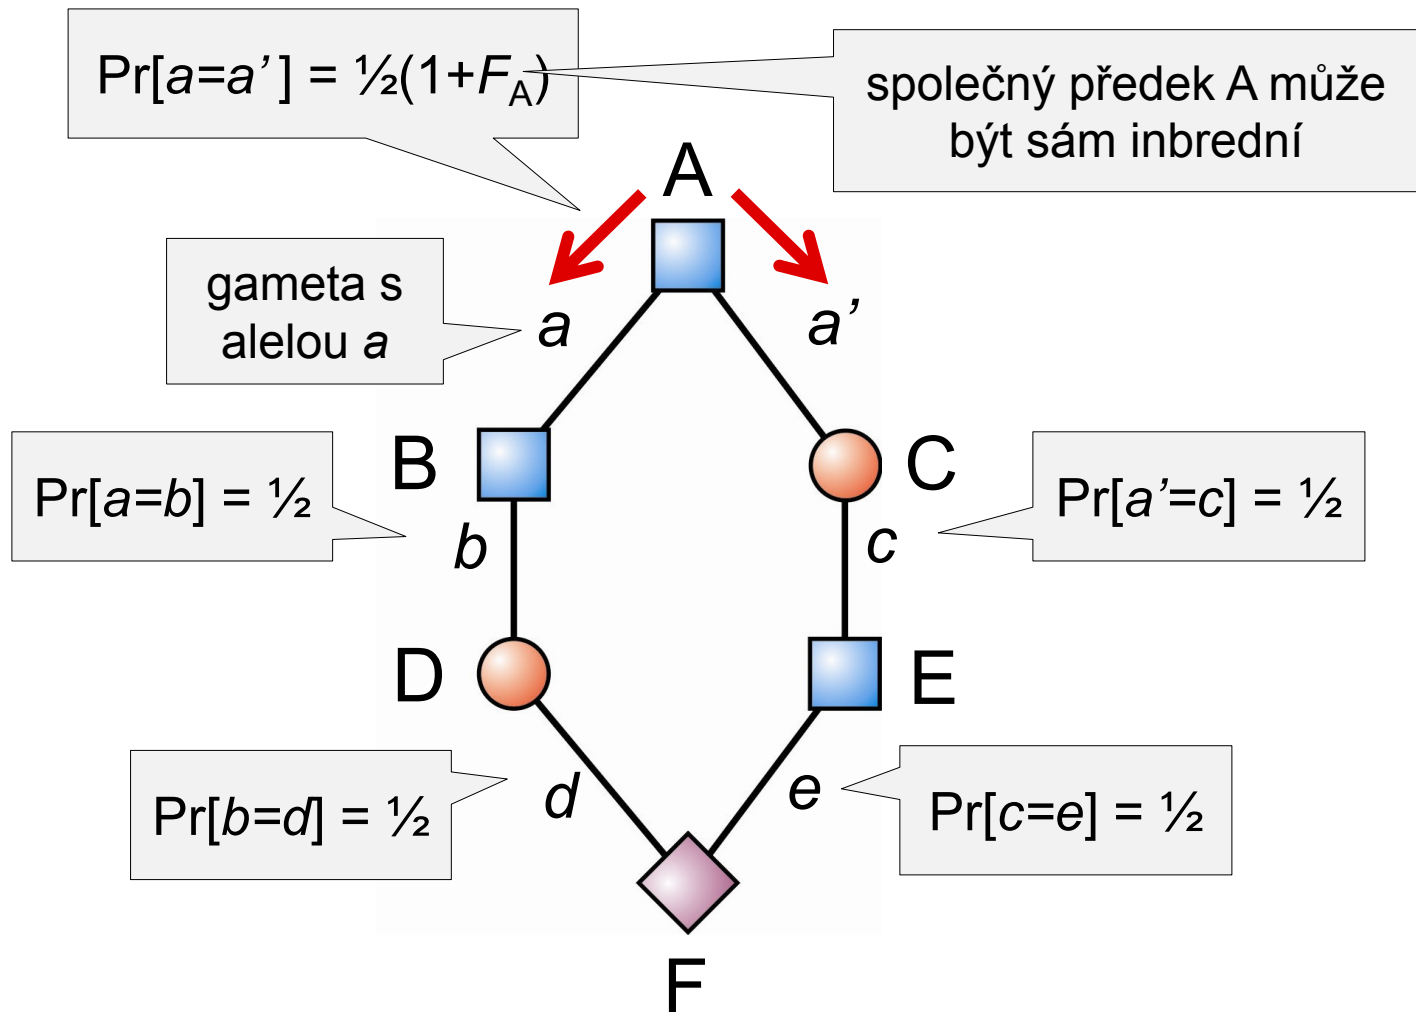 Pr[a=a’ ] = ½(1+F_A)
společný předek A může
být sám inbrední
A
gameta s
alelou a
a
a’
B
C
Pr[a=b] = ½
Pr[a’=c] = ½
b
c
D
E
Pr[b=d] = ½
d
e
Pr[c=e] = ½
F